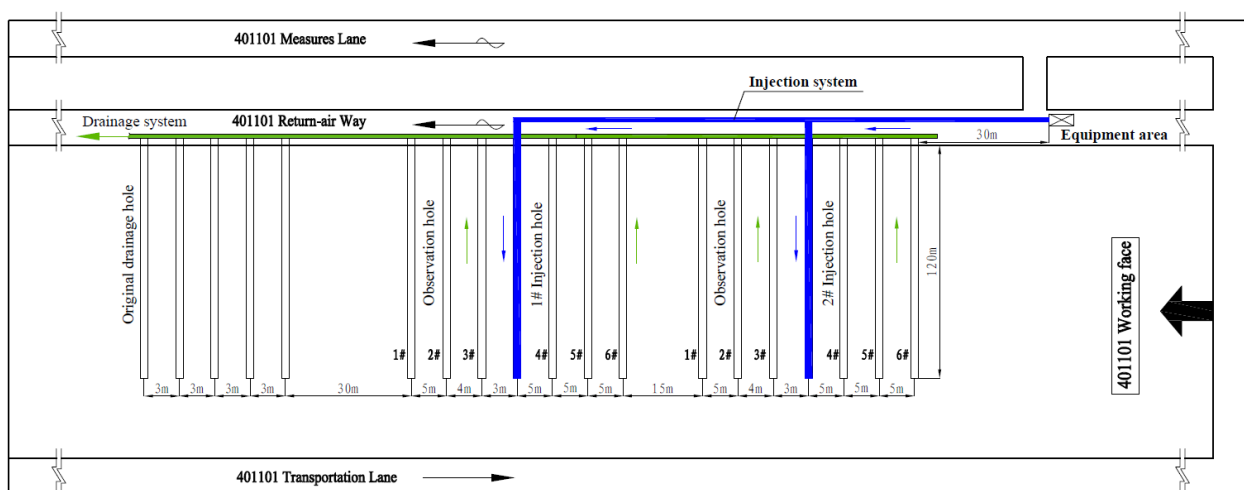 401101 Measures Lane
Injection system
Drainage system
401101 Return-air Way
30m
Equipment area
Original drainage hole
Observation hole
1# Injection hole
Observation hole
2# Injection hole
120m
401101 Working face
1# 2# 3# 4# 5# 6# 1# 2# 3# 4# 5# 6#
3m 3m 3m 3m 30m 5m 4m 3m 5m 5m 5m 15m 5m 4m 3m 5m 5m 5m
401101 Transportation Lane